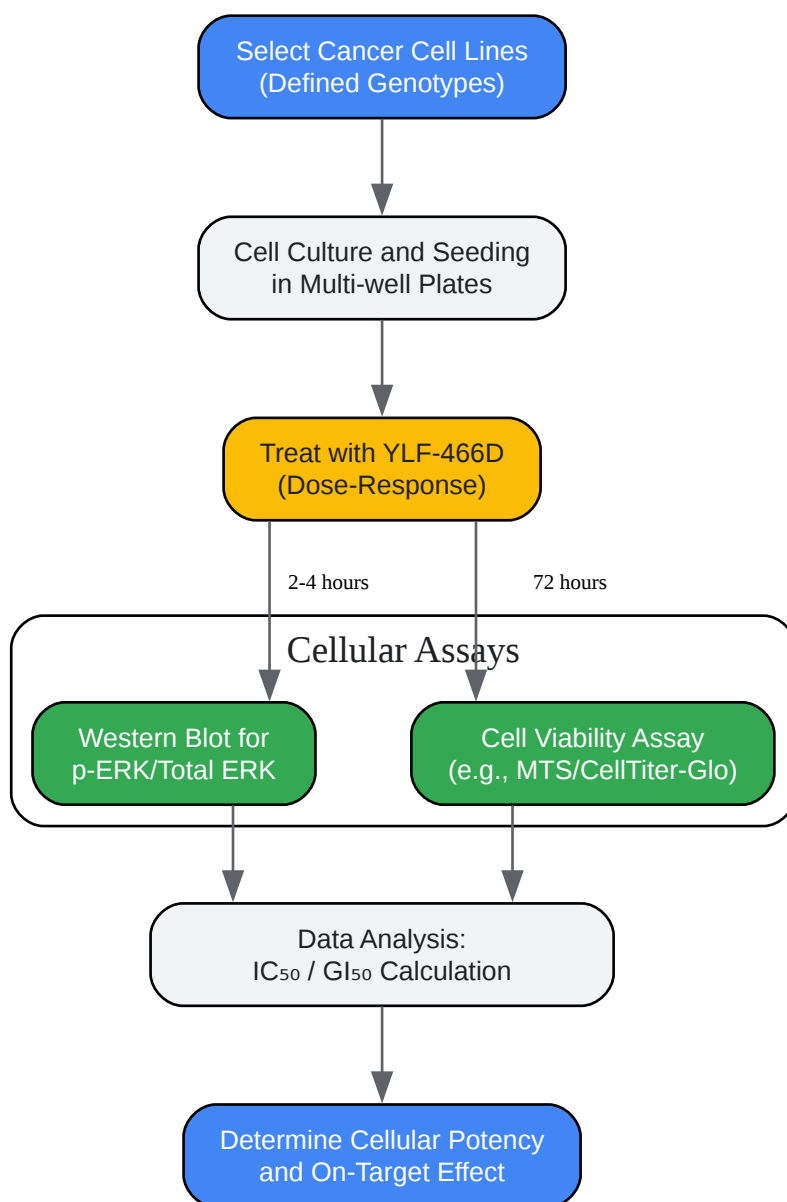 Select Cancer Cell Lines
(Defined Genotypes)
Cell Culture and Seeding
in Multi-well Plates
Treat with YLF-466D
(Dose-Response)
2-4 hours
72 hours
Cellular Assays
Western Blot for
p-ERK/Total ERK
Cell Viability Assay
(e.g., MTS/CellTiter-Glo)
Data Analysis:
IC₅₀ / GI₅₀ Calculation
Determine Cellular Potency
and On-Target Effect